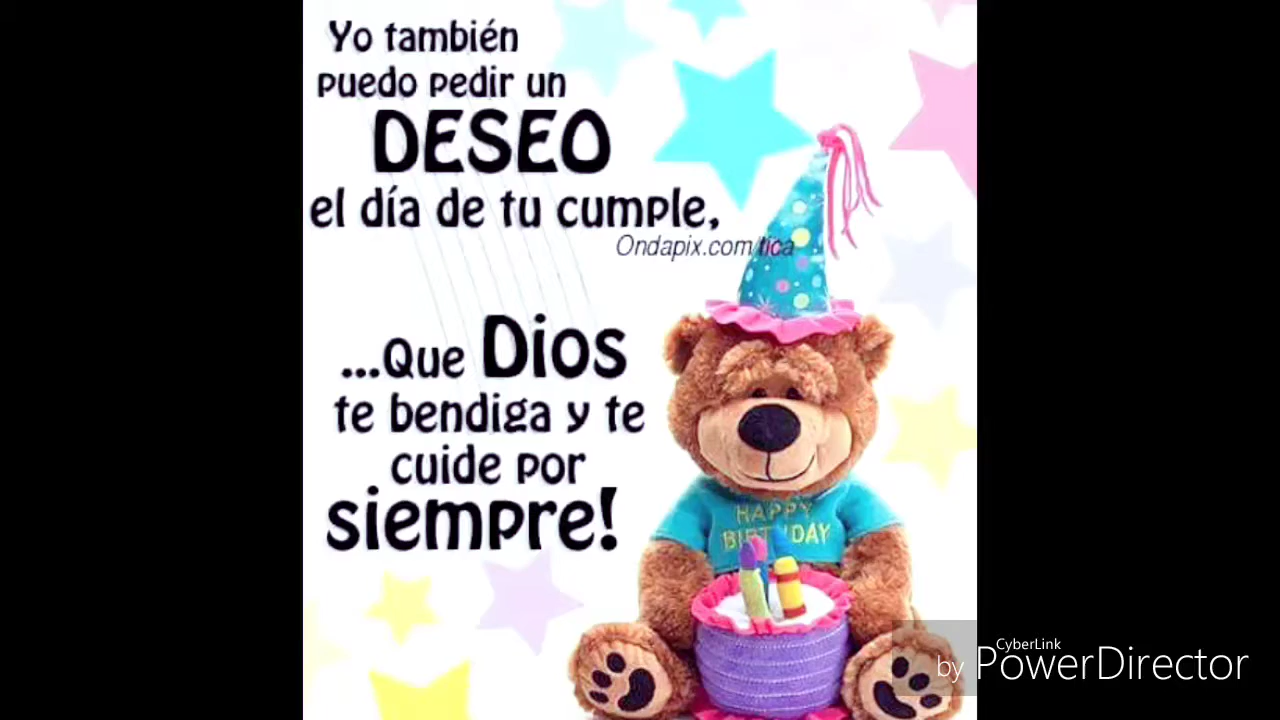 Yo también
puedo pedir un
DESEO
el día de tu cumple,
Ondapix.com/lica
...Que Dios
te bendiga y te
cuide por
siempre!
HAPPY
BIRTHDAY
CyberLink
by PowerDirector